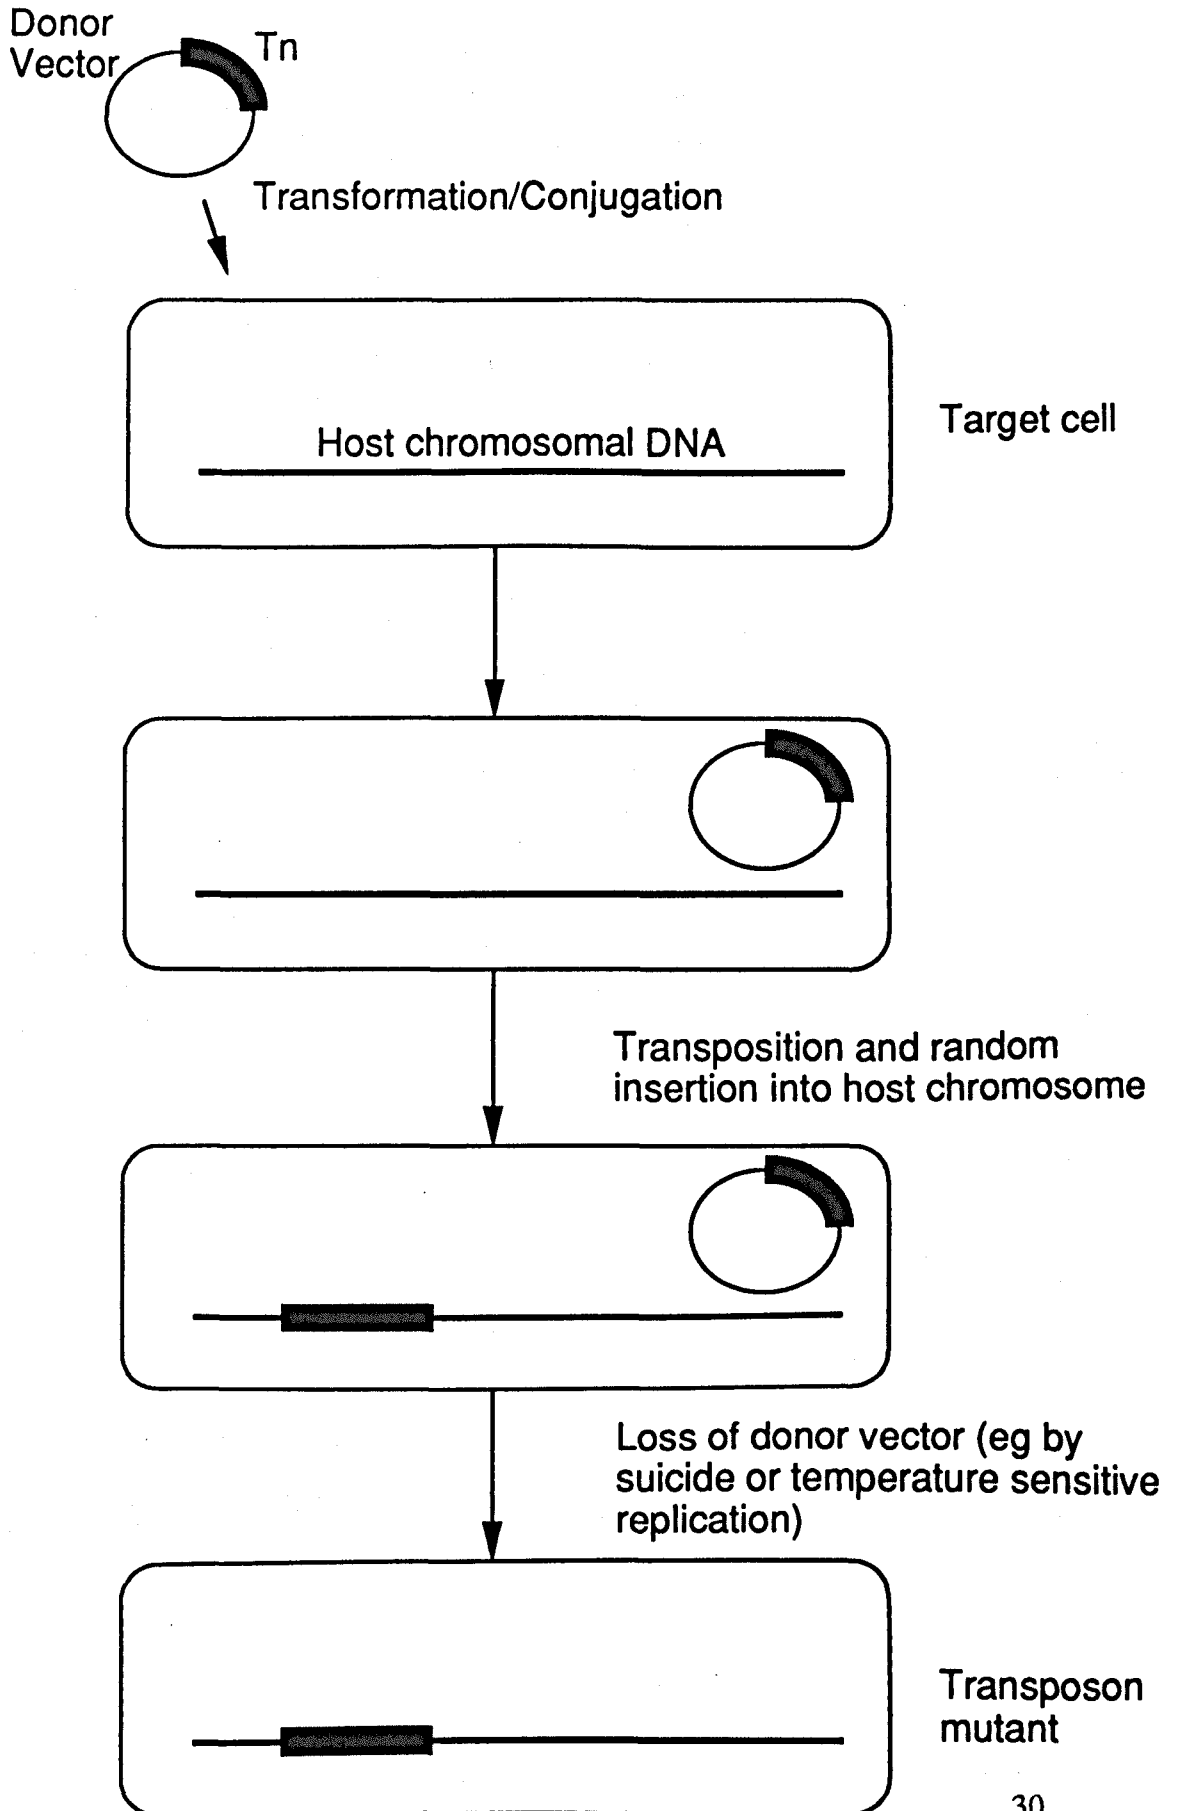 Donor
Vector
Tn
Transformation/Conjugation
Host chromosomal DNA
Target cell
Transposition and random
insertion into host chromosome
Loss of donor vector (eg by
suicide or temperature sensitive
replication)
Transposon
mutant
30